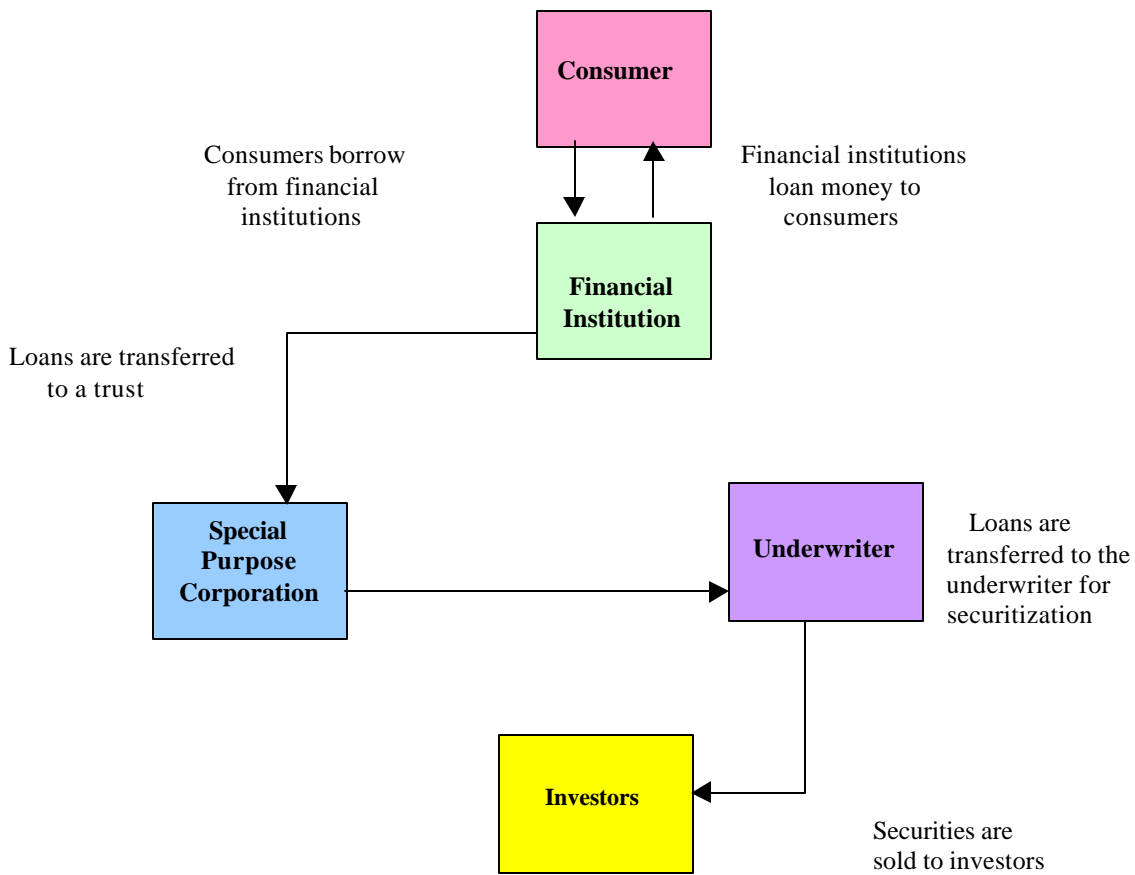 Consumer
Consumers borrow
from financial
institutions
Financial institutions
loan money to
consumers
Financial
Institution
Loans are transferred
to a trust
Special
Purpose
Corporation
Underwriter
Loans are
transferred to the
underwriter for
securitization
Investors
Securities are
sold to investors